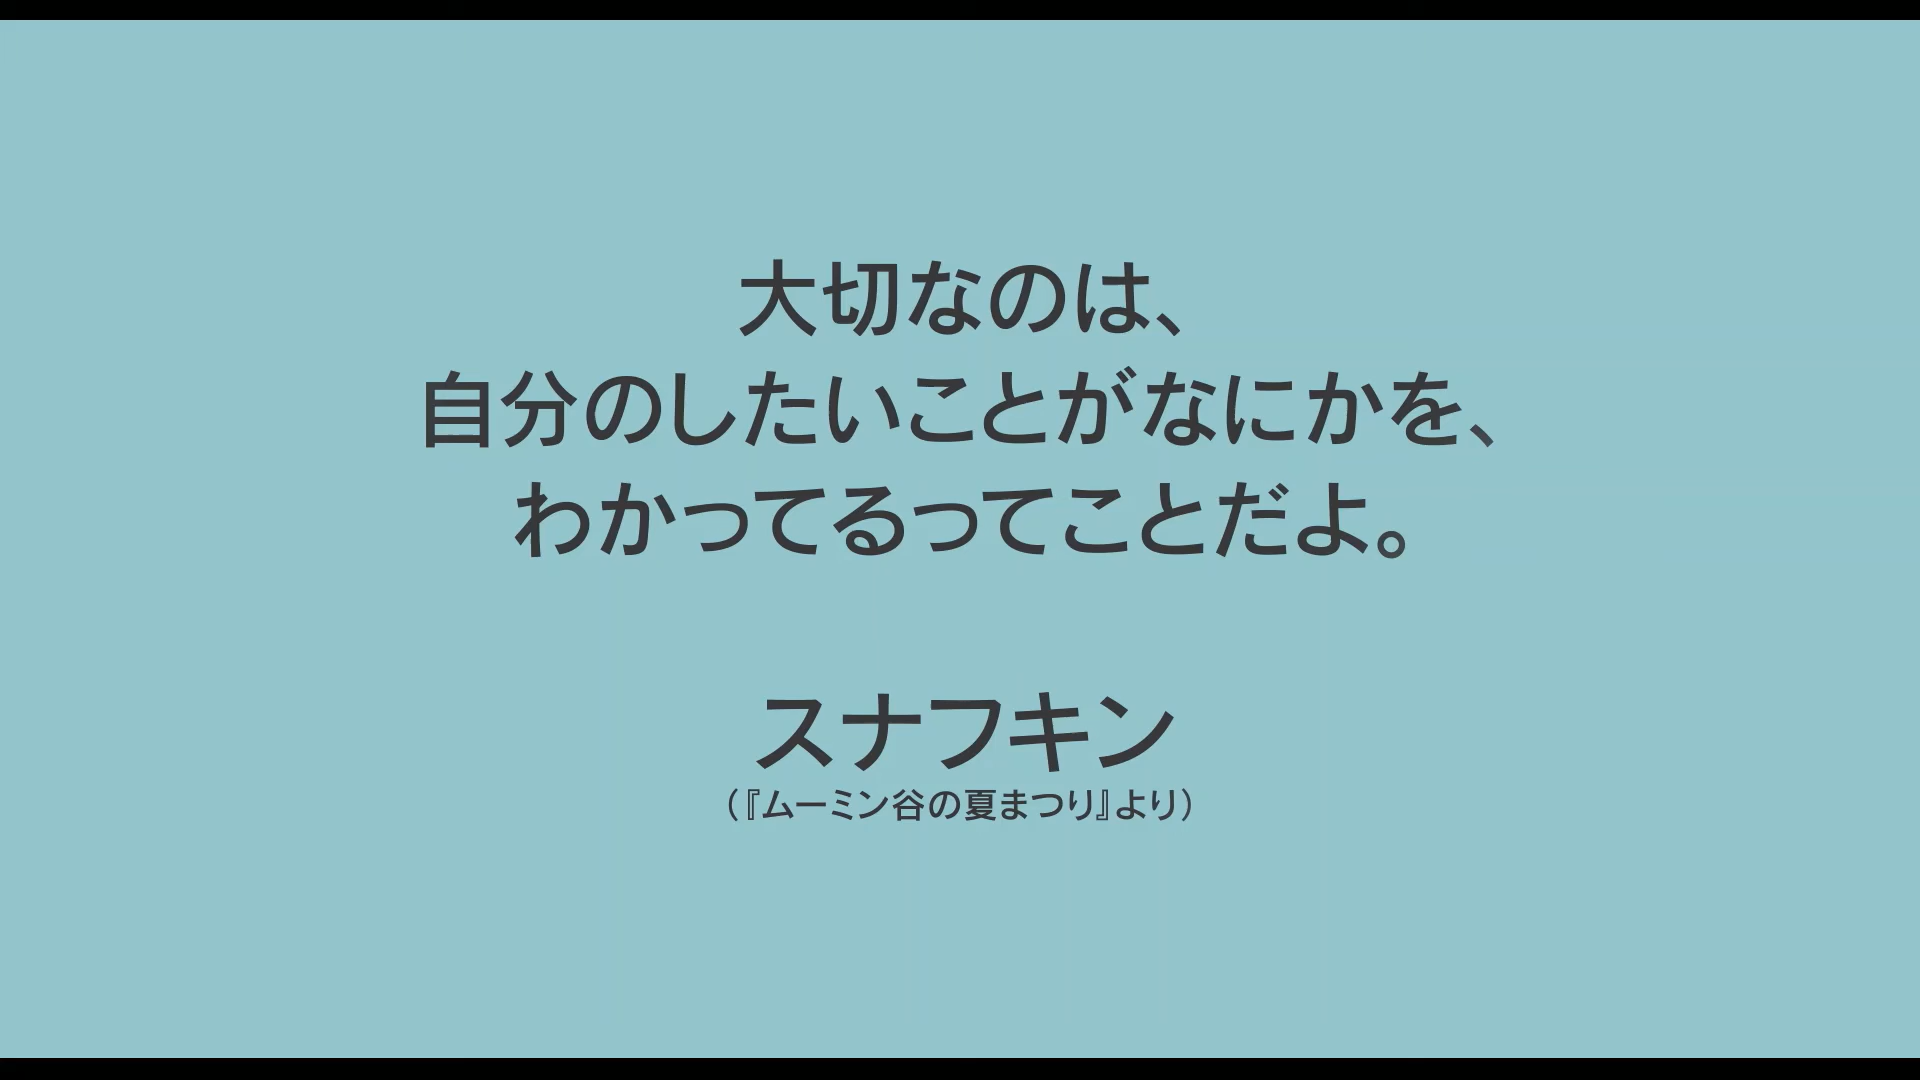 大切なのは、
自分のしたいことがなにかを、
わかってるってことだよ。
スナフキン
（『ムーミン谷の夏まつり』より）